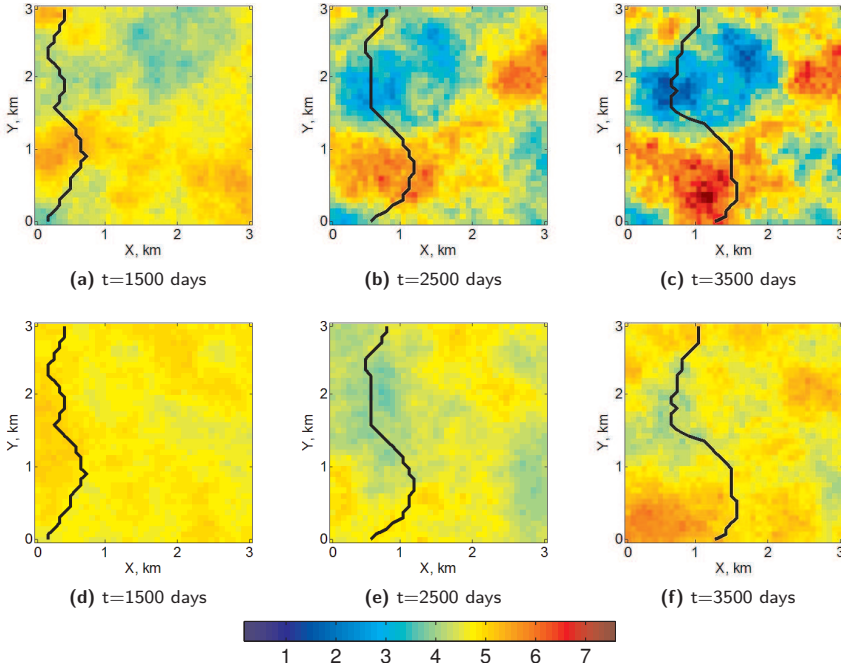 3 3 3
2 2 2
Y, km Y, km Y, km
1 1 1
0 0 0
0 1 2 3 0 1 2 3 0 1 2 3
X, km X, km X, km
(a) t=1500 days (b) t=2500 days (c) t=3500 days
3 3 3
2 2 2
Y, km Y, km Y, km
1 1 1
0 0 0
0 1 2 3 0 1 2 3 0 1 2 3
X, km X, km X, km
(d) t=1500 days (e) t=2500 days (f) t=3500 days
1 2 3 4 5 6 7